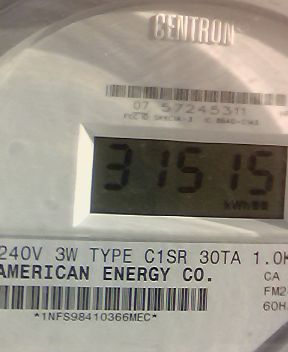 CENTRON
07 57245311
31515
kWh
240V 3W TYPE C1SR 30TA 1.0K
AMERICAN ENERGY CO.
CA
FM2
60H
*1NFS98410366MEC*